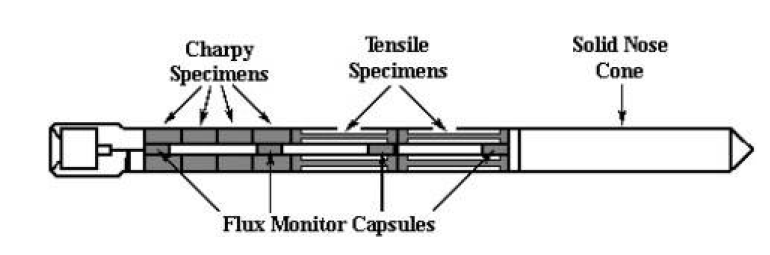 Charpy
Specimens
Tensile
Specimens
Solid Nose
Cone
Flux Monitor Capsules